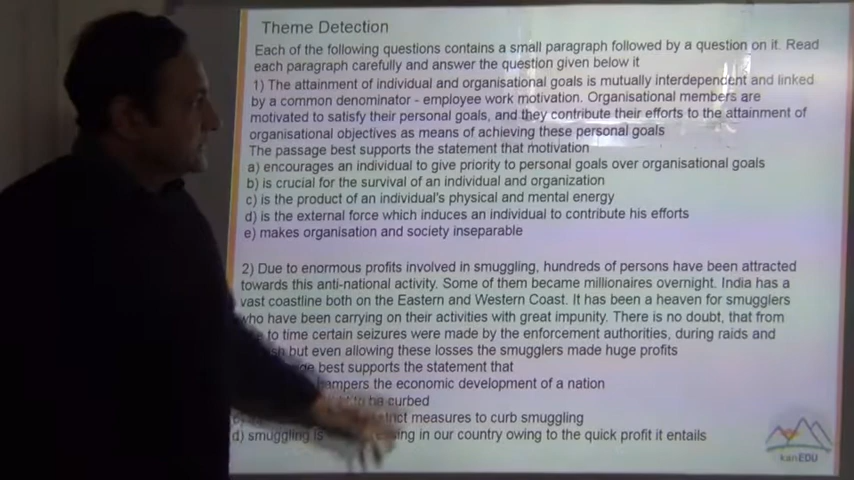 Theme Detection
Each of the following questions contains a small paragraph followed by a question on it. Read
each paragraph carefully and answer the question given below it
1) The attainment of individual and organisational goals is mutually interdependent and linked
by a common denominator - employee work motivation. Organisational members are
motivated to satisfy their personal goals, and they contribute their efforts to the attainment of
organisational objectives as means of achieving these personal goals
The passage best supports the statement that motivation
a) encourages an individual to give priority to personal goals over organisational goals
b) is crucial for the survival of an individual and organization
c) is the product of an individual's physical and mental energy
d) is the external force which induces an individual to contribute his efforts
e) makes organisation and society inseparable
2) Due to enormous profits involved in smuggling, hundreds of persons have been attracted
towards this anti-national activity. Some of them became millionaires overnight. India has a
vast coastline both on the Eastern and Western Coast. It has been a heaven for smugglers
who have been carrying on their activities with great impunity. There is no doubt, that from
to time certain seizures were made by the enforcement authorities, during raids and
but even allowing these losses the smugglers made huge profits
best supports the statement that
hampers the economic development of a nation
to be curbed
measures to curb smuggling
d) smuggling is in our country owing to the quick profit it entails
kanEDU